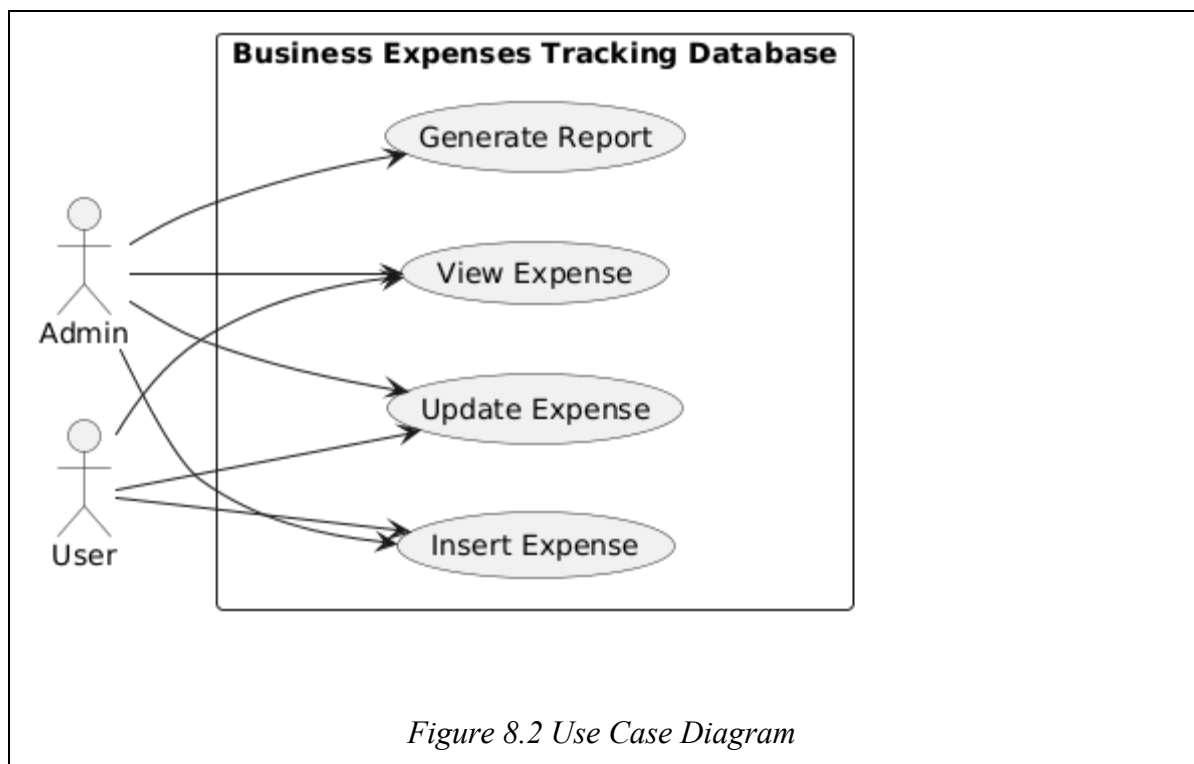 Business Expenses Tracking Database
Generate Report
View Expense
Admin
Update Expense
Insert Expense
User
Figure 8.2 Use Case Diagram